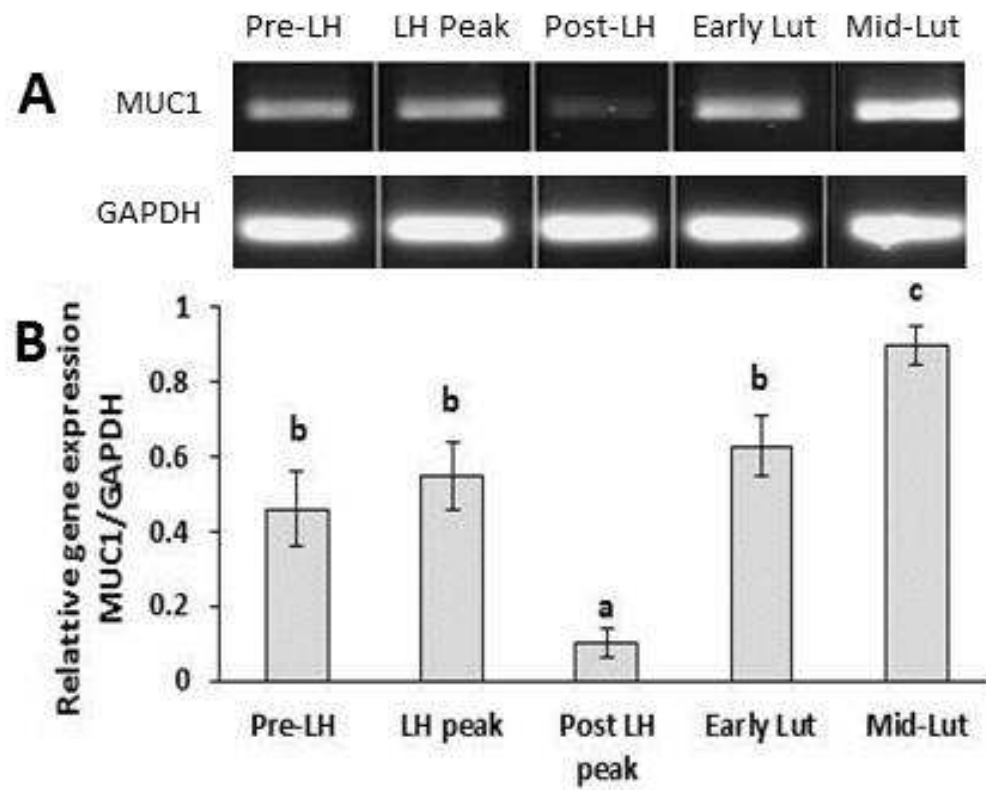 Pre-LH LH Peak Post-LH Early Lut Mid-Lut
A
MUC1
GAPDH
B
Relattive gene expression
MUC1/GAPDH
1
0.8
0.6
0.4
0.2
0
b
b
a
b
c
Pre-LH LH peak Post LH peak Early Lut Mid-Lut